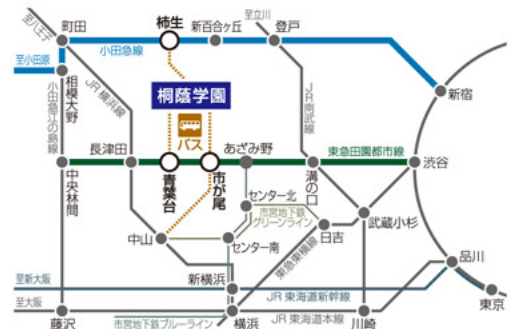 至八王子
町田
柿生
新百合ヶ丘
至立川
登戸
小田急線
至小田原
相模大野
小田急江の島線
JR横浜線
桐蔭学園
バス
JR南武線
新宿
中央林間
長津田
青葉台
市が尾
あざみ野
溝の口
東急田園都市線
渋谷
センター北
市営地下鉄
グリーンライン
中山
センター南
日吉
武蔵小杉
東急東横線
品川
至新大阪
新横浜
JR東海道新幹線
東京
至大阪
藤沢
市営地下鉄ブルーライン
横浜
JR東海道本線
川崎